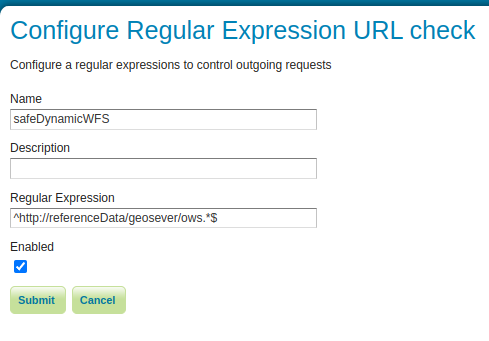 Configure Regular Expression URL check
Configure a regular expressions to control outgoing requests
Name
safeDynamicWFS
Description
Regular Expression
^http://referenceData/geosever/ows.*$
Enabled
Submit Cancel